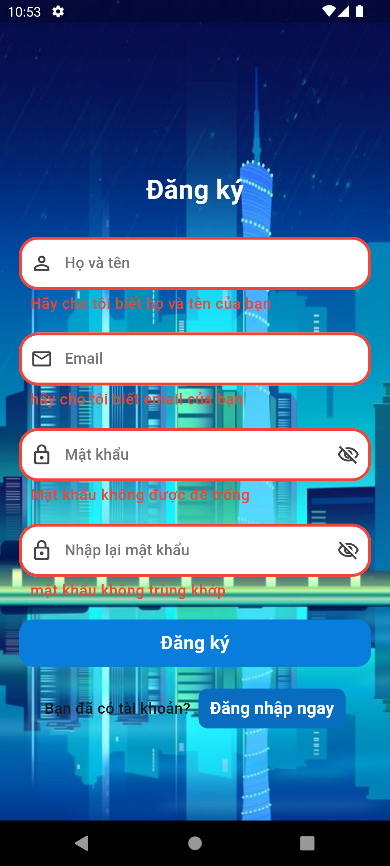 10:53
Đăng ký
Họ và tên
Hãy cho tôi biết họ và tên của bạn
Email
hãy cho tôi biết email của bạn
Mật khẩu
Mật khẩu không được để trống
Nhập lại mật khẩu
mật khẩu không trùng khớp
Đăng ký
Bạn đã có tài khoản? Đăng nhập ngay